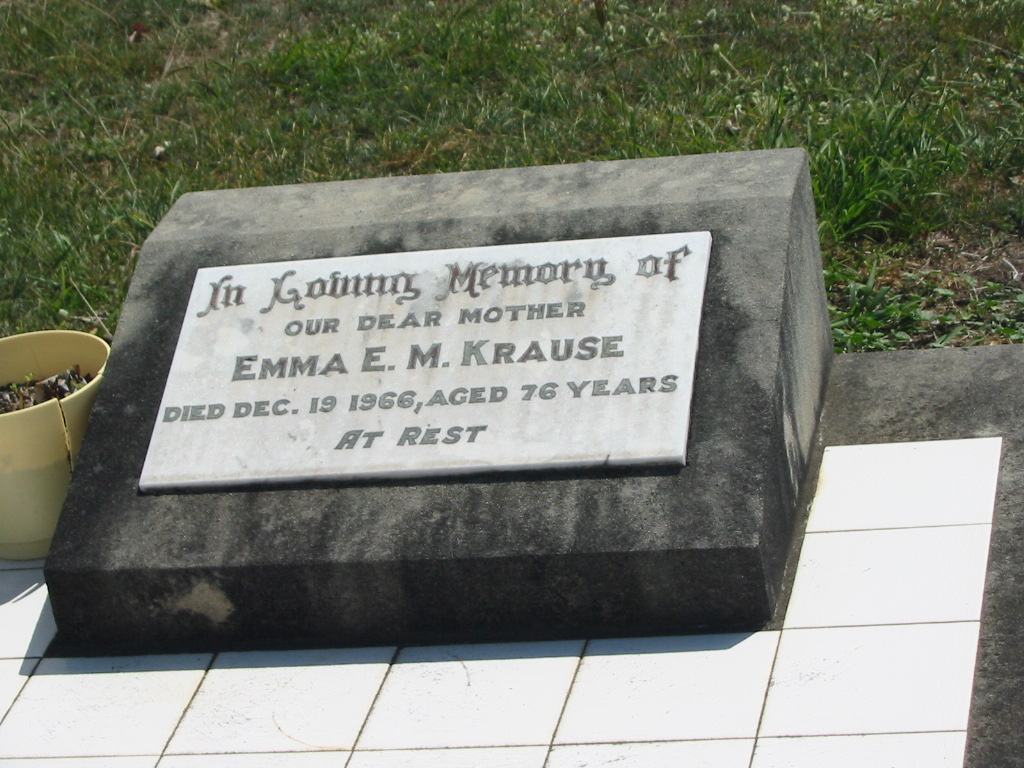 In Loving Memory of
OUR DEAR MOTHER
EMMA E. M. KRAUSE
DIED DEC. 19 1966, AGED 76 YEARS
AT REST